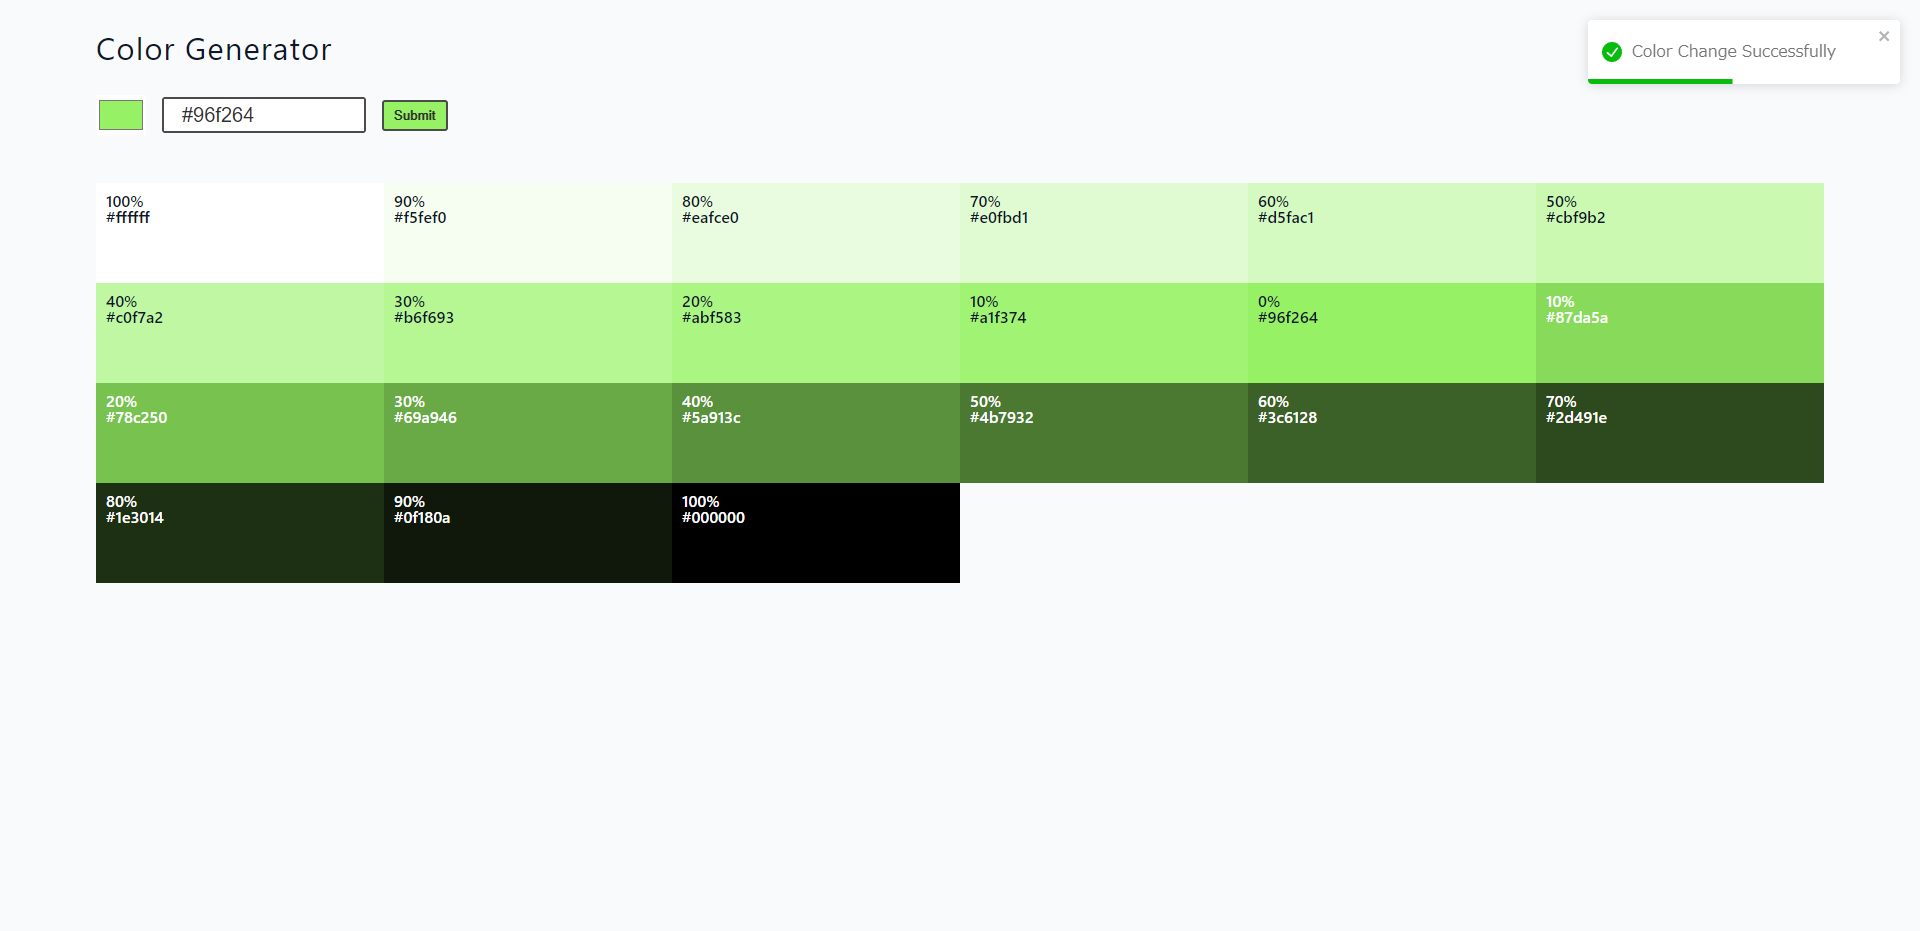 Color Generator
Color Change Successfully
#96f264
Submit
100%
#ffffff
90%
#f5fef0
80%
#eafce0
70%
#e0fbd1
60%
#d5fac1
50%
#cbf9b2
40%
#c0f7a2
30%
#b6f693
20%
#abf583
10%
#a1f374
0%
#96f264
10%
#87da5a
20%
#78c250
30%
#69a946
40%
#5a913c
50%
#4b7932
60%
#3c6128
70%
#2d491e
80%
#1e3014
90%
#0f180a
100%
#000000